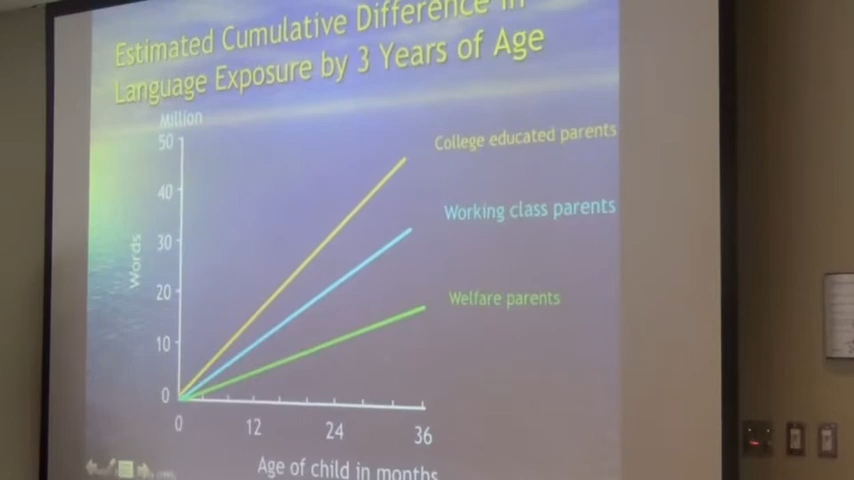 Estimated Cumulative Difference in
Language Exposure by 3 Years of Age
Million
50
40
30
20
10
0
Words
College educated parents
Working class parents
Welfare parents
0 12 24 36
Age of child in months